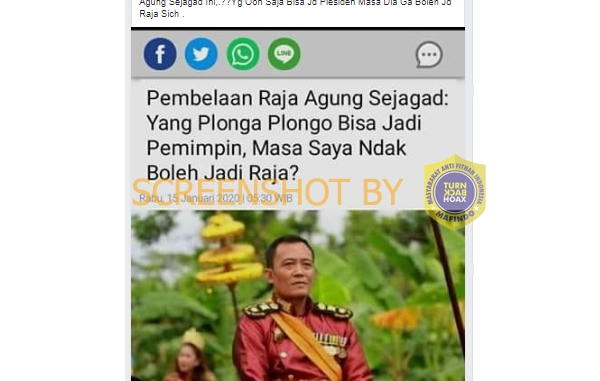 Agung Sejagad Ini,.??Yg Oon Saja Bisa Jd Plesiden Masa Dia Ga Boleh Jd
Raja Sich .
LINE
Pembelaan Raja Agung Sejagad:
Yang Plonga Plongo Bisa Jadi
Pemimpin, Masa Saya Ndak
Boleh Jadi Raja?
SCREENSHOT BY
Rabu, 15 Januari 2020 | 05:30 WIB
MASYARAKAT ANTI FITNAH INDONESIA
TURN
BACK
HOAX
MAFINDO